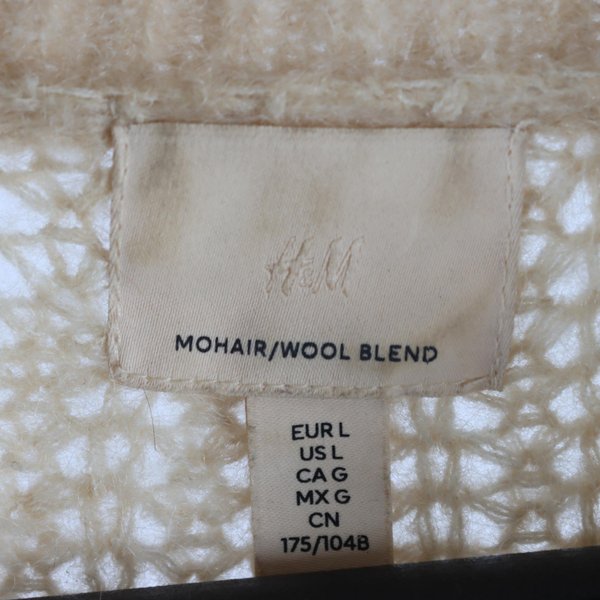 H&M
MOHAIR/WOOL BLEND
EUR L
US L
CA G
MX G
CN
175/104B